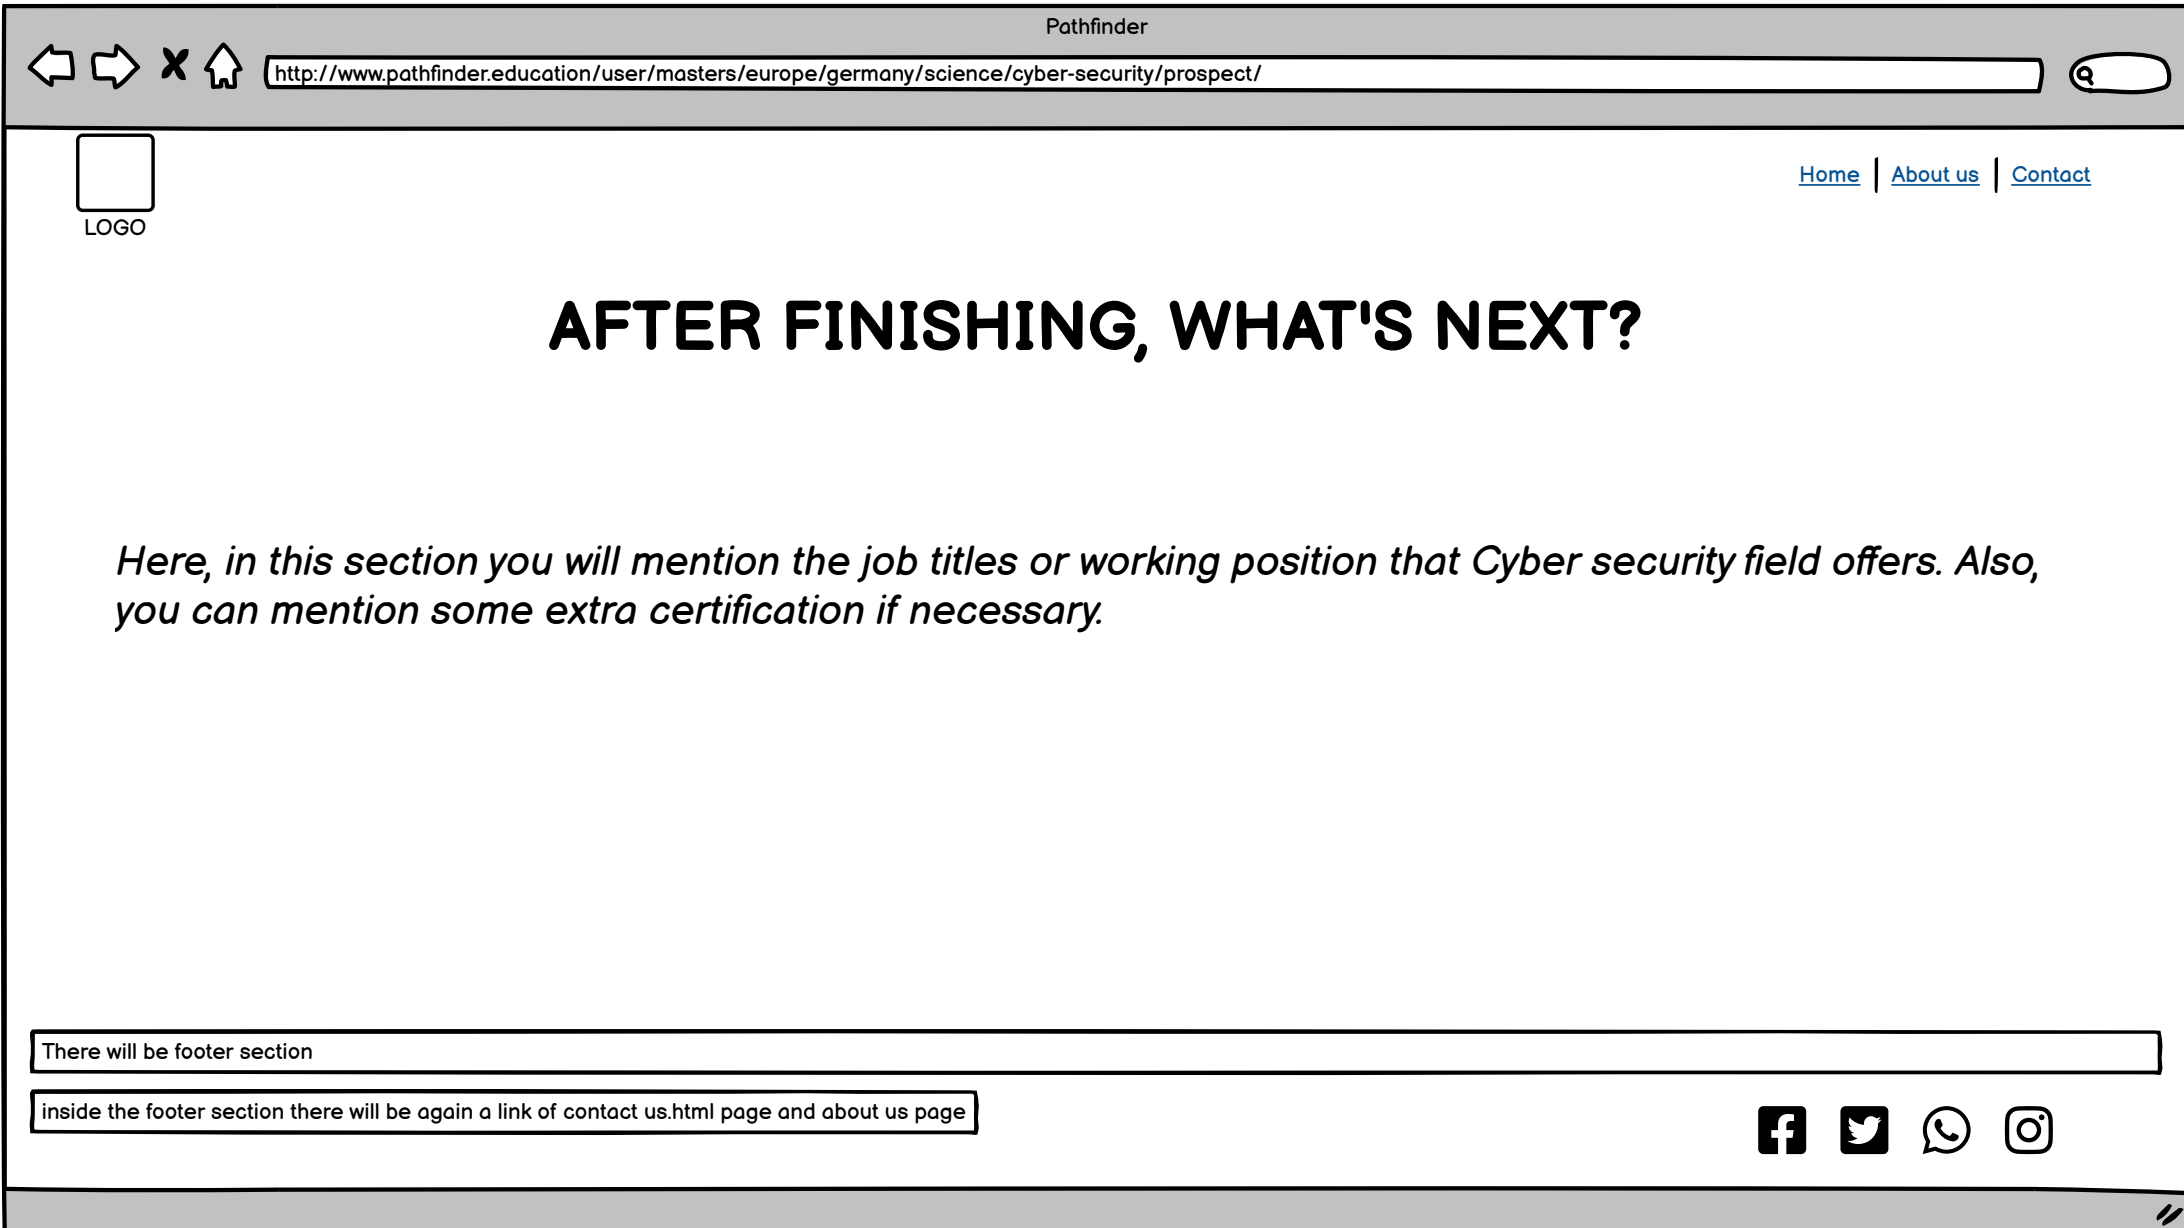 Pathfinder
http://www.pathfinder.education/user/masters/europe/germany/science/cyber-security/prospect/
LOGO
Home
About us
Contact
AFTER FINISHING, WHAT'S NEXT?
Here, in this section you will mention the job titles or working position that Cyber security field offers. Also,
you can mention some extra certification if necessary.
There will be footer section
inside the footer section there will be again a link of contact us.html page and about us page